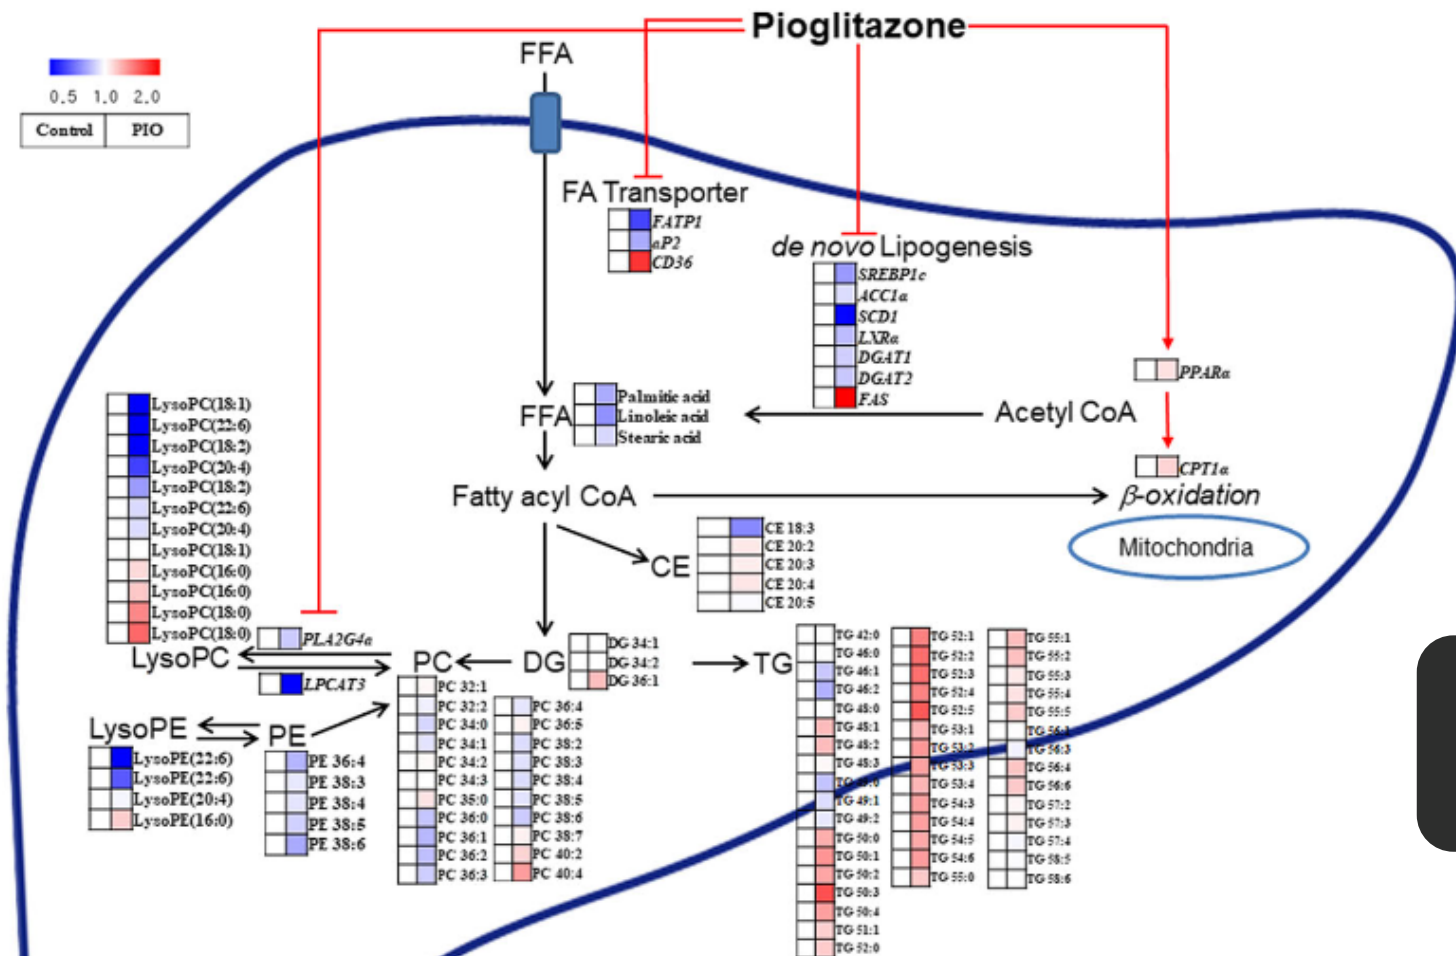 Pioglitazone
FFA
0.5 1.0 2.0
Control PIO
FA Transporter
FATP1
aP2
CD36
de novo Lipogenesis
SREBP1c
ACC1α
SCD1
LXRα
DGAT1
DGAT2
FAS
PPARα
CPT1α
β-oxidation
Mitochondria
Acetyl CoA
FFA
Palmitic acid
Linoleic acid
Stearic acid
Fatty acyl CoA
CE
CE 18:3
CE 20:2
CE 20:3
CE 20:4
CE 20:5
LysoPC(18:1)
LysoPC(22:6)
LysoPC(18:2)
LysoPC(20:4)
LysoPC(18:2)
LysoPC(22:6)
LysoPC(20:4)
LysoPC(18:1)
LysoPC(16:0)
LysoPC(16:0)
LysoPC(18:0)
LysoPC(18:0)
LysoPC
PLA2G4a
LPCAT3
PC
PC 32:1
PC 32:2
PC 34:0
PC 34:1
PC 34:2
PC 34:3
PC 35:0
PC 36:0
PC 36:1
PC 36:2
PC 36:3
PC 36:4
PC 36:5
PC 38:2
PC 38:3
PC 38:4
PC 38:5
PC 38:6
PC 38:7
PC 40:2
PC 40:4
DG
DG 34:1
DG 34:2
DG 36:1
LysoPE
LysoPE(22:6)
LysoPE(22:6)
LysoPE(20:4)
LysoPE(16:0)
PE
PE 36:4
PE 38:3
PE 38:4
PE 38:5
PE 38:6
TG
TG 42:0
TG 46:0
TG 46:1
TG 46:2
TG 48:0
TG 48:1
TG 48:2
TG 48:3
TG 49:0
TG 49:1
TG 49:2
TG 50:0
TG 50:1
TG 50:2
TG 50:3
TG 50:4
TG 51:1
TG 52:0
TG 52:1
TG 52:2
TG 52:3
TG 52:4
TG 52:5
TG 53:1
TG 53:2
TG 53:3
TG 53:4
TG 54:3
TG 54:4
TG 54:5
TG 54:6
TG 55:0
TG 55:1
TG 55:2
TG 55:3
TG 55:4
TG 55:5
TG 56:1
TG 56:3
TG 56:4
TG 56:6
TG 57:2
TG 57:3
TG 57:4
TG 58:5
TG 58:6